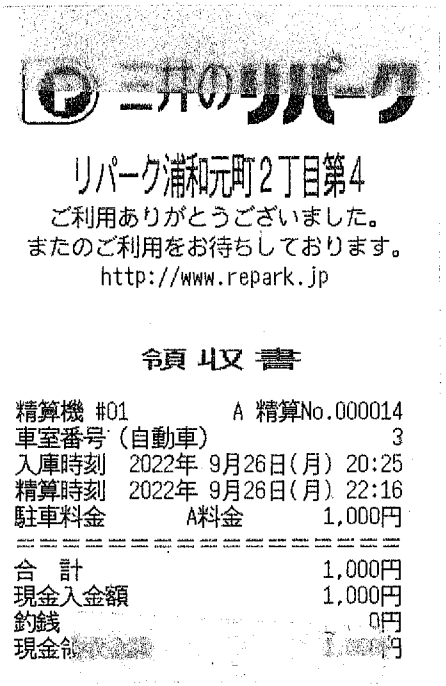 P 三井のリパーク
リパーク浦和元町2丁目第4
ご利用ありがとうございました。
またのご利用をお待ちしております。
http://www.repark.jp
領収書
精算機 #01 A 精算No.000014
車室番号(自動車) 3
入庫時刻 2022年 9月26日(月) 20:25
精算時刻 2022年 9月26日(月) 22:16
駐車料金 A料金 1,000円
合 計 1,000円
現金入金額 1,000円
釣銭 0円
現金領